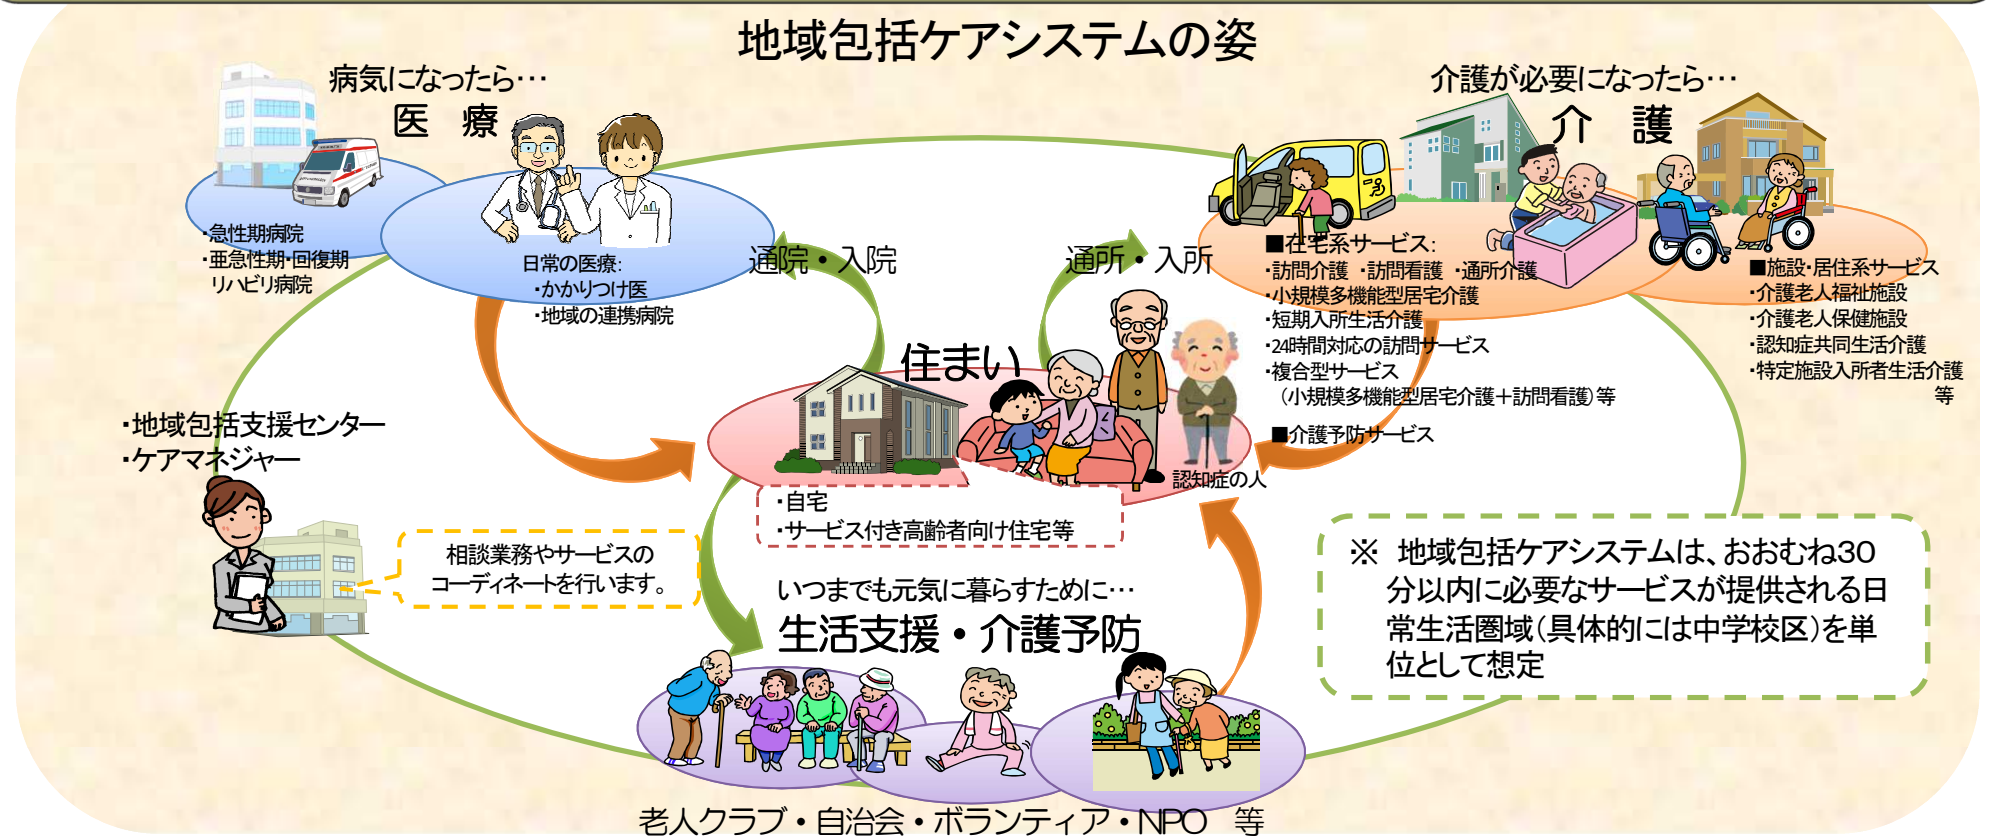 地域包括ケアシステムの姿
病気になったら…
医　療
・急性期病院
・亜急性期・回復期
リハビリ病院
日常の医療：
・かかりつけ医
・地域の連携病院
通院・入院
通所・入所
介護が必要になったら…
介　護
■在宅系サービス：
・訪問介護 ・訪問看護 ・通所介護
・小規模多機能型居宅介護
・短期入所生活介護
・24時間対応の訪問サービス
・複合型サービス
（小規模多機能型居宅介護＋訪問看護）等
■介護予防サービス
■施設・居住系サービス
・介護老人福祉施設
・介護老人保健施設
・認知症共同生活介護
・特定施設入所者生活介護
等
住まい
認知症の人
・自宅
・サービス付き高齢者向け住宅等
・地域包括支援センター
・ケアマネジャー
相談業務やサービスの
コーディネートを行います。
いつまでも元気に暮らすために…
生活支援・介護予防
老人クラブ・自治会・ボランティア・NPO　等
※　地域包括ケアシステムは、おおむね３０
分以内に必要なサービスが提供される日
常生活圏域（具体的には中学校区）を単
位として想定